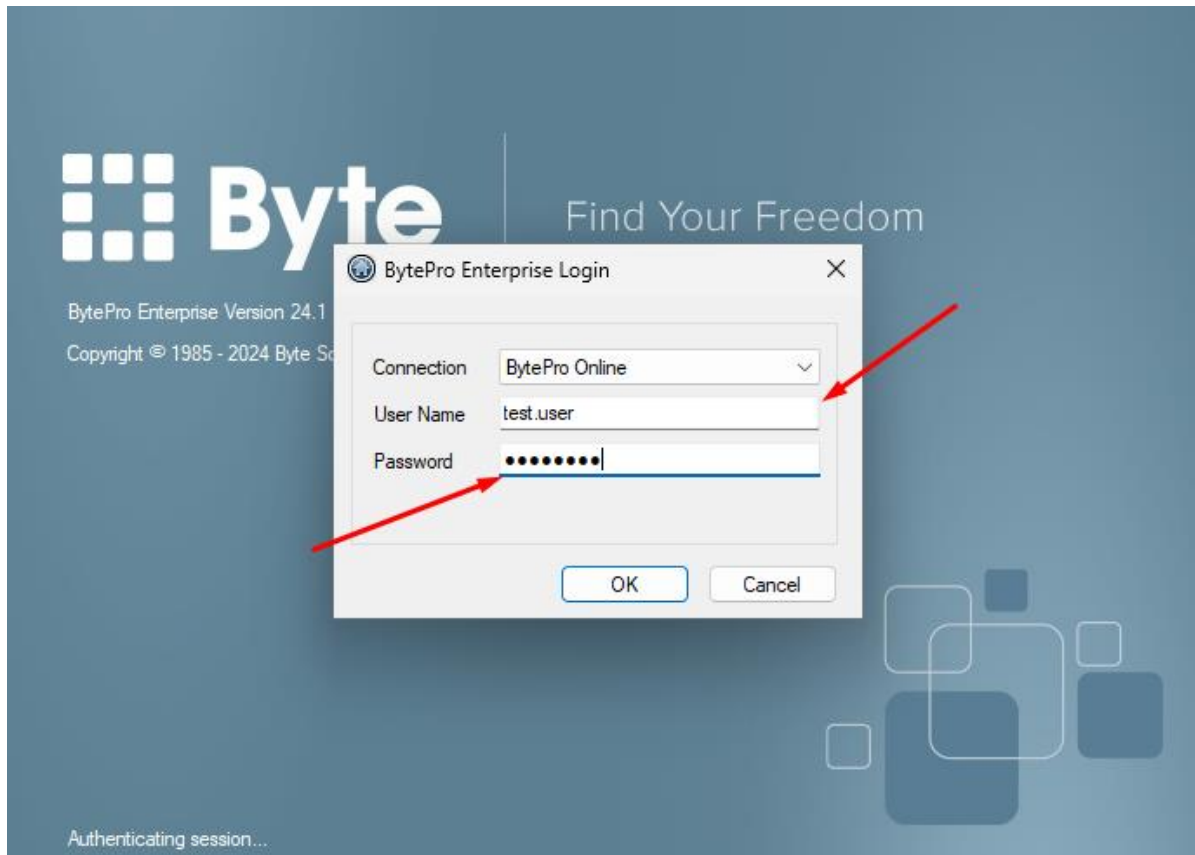 Byte
Find Your Freedom
BytePro Enterprise Login
BytePro Enterprise Version 24.1
Copyright © 1985 - 2024 Byte
Connection BytePro Online
User Name test.user
Password ••••••••
OK Cancel
Authenticating session...